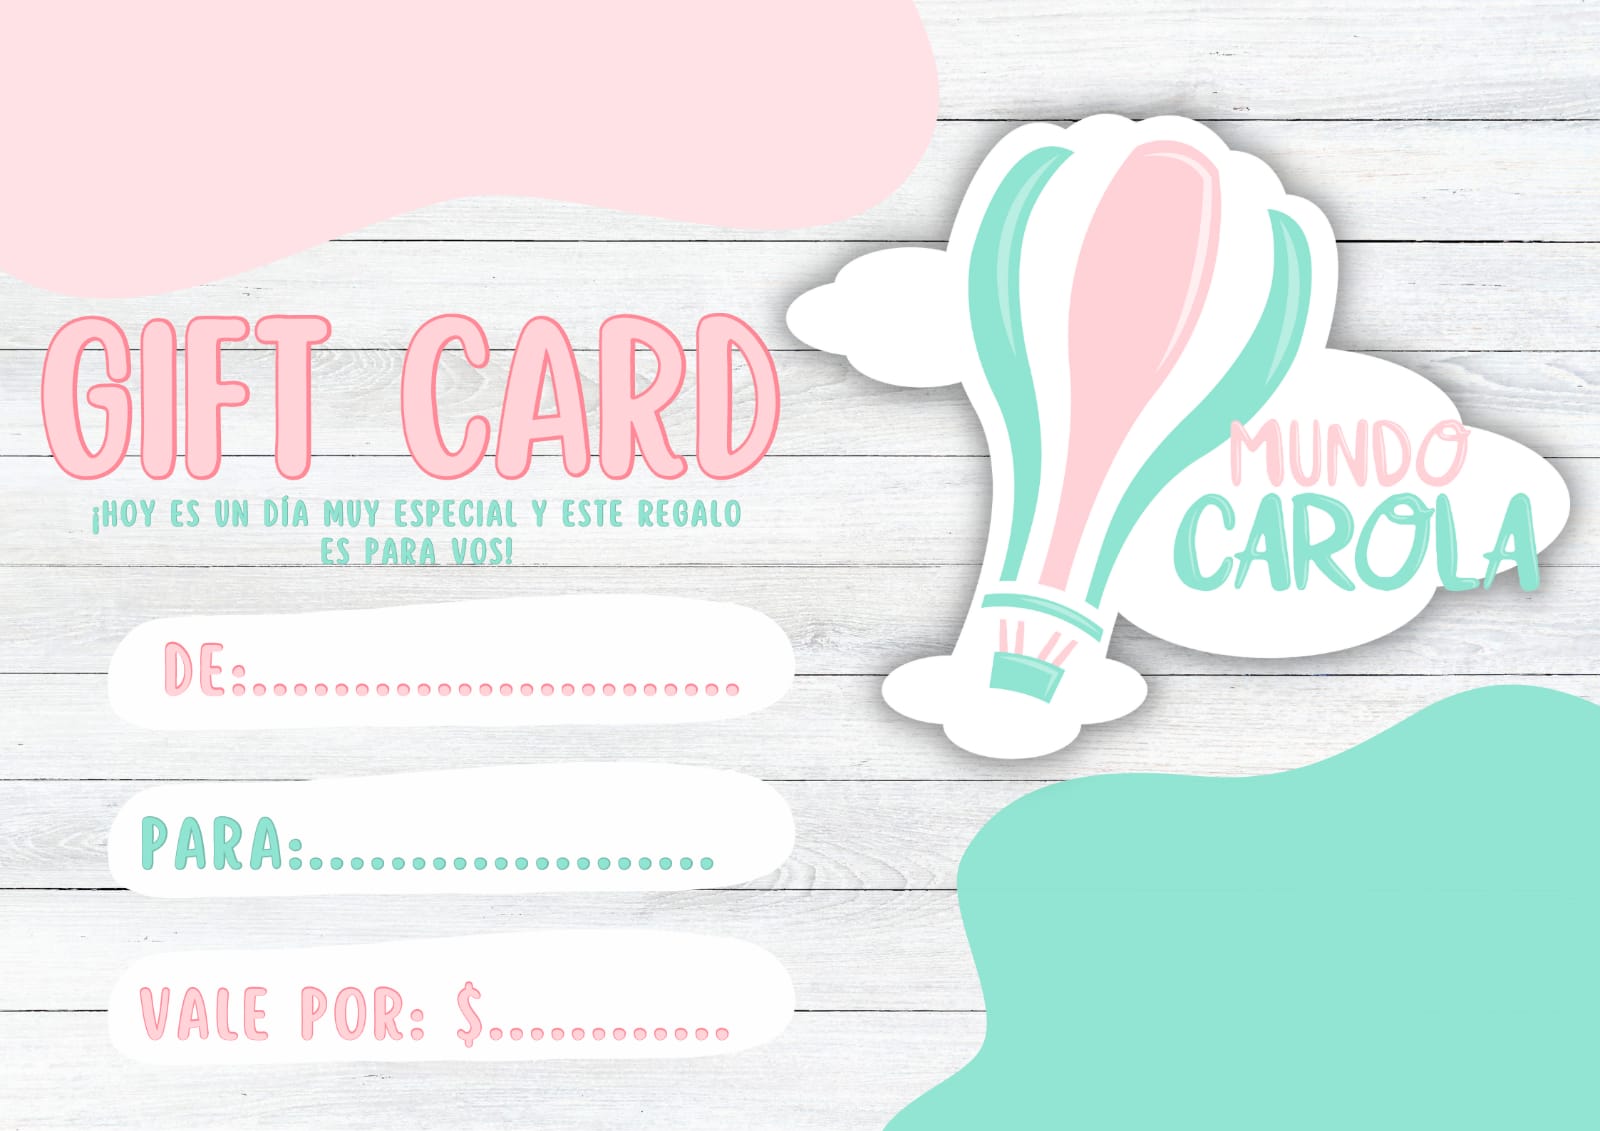 GIFT CARD
¡HOY ES UN DÍA MUY ESPECIAL Y ESTE REGALO
ES PARA VOS!
DE:........................
PARA:....................
VALE POR: $............
MUNDO
CAROLA